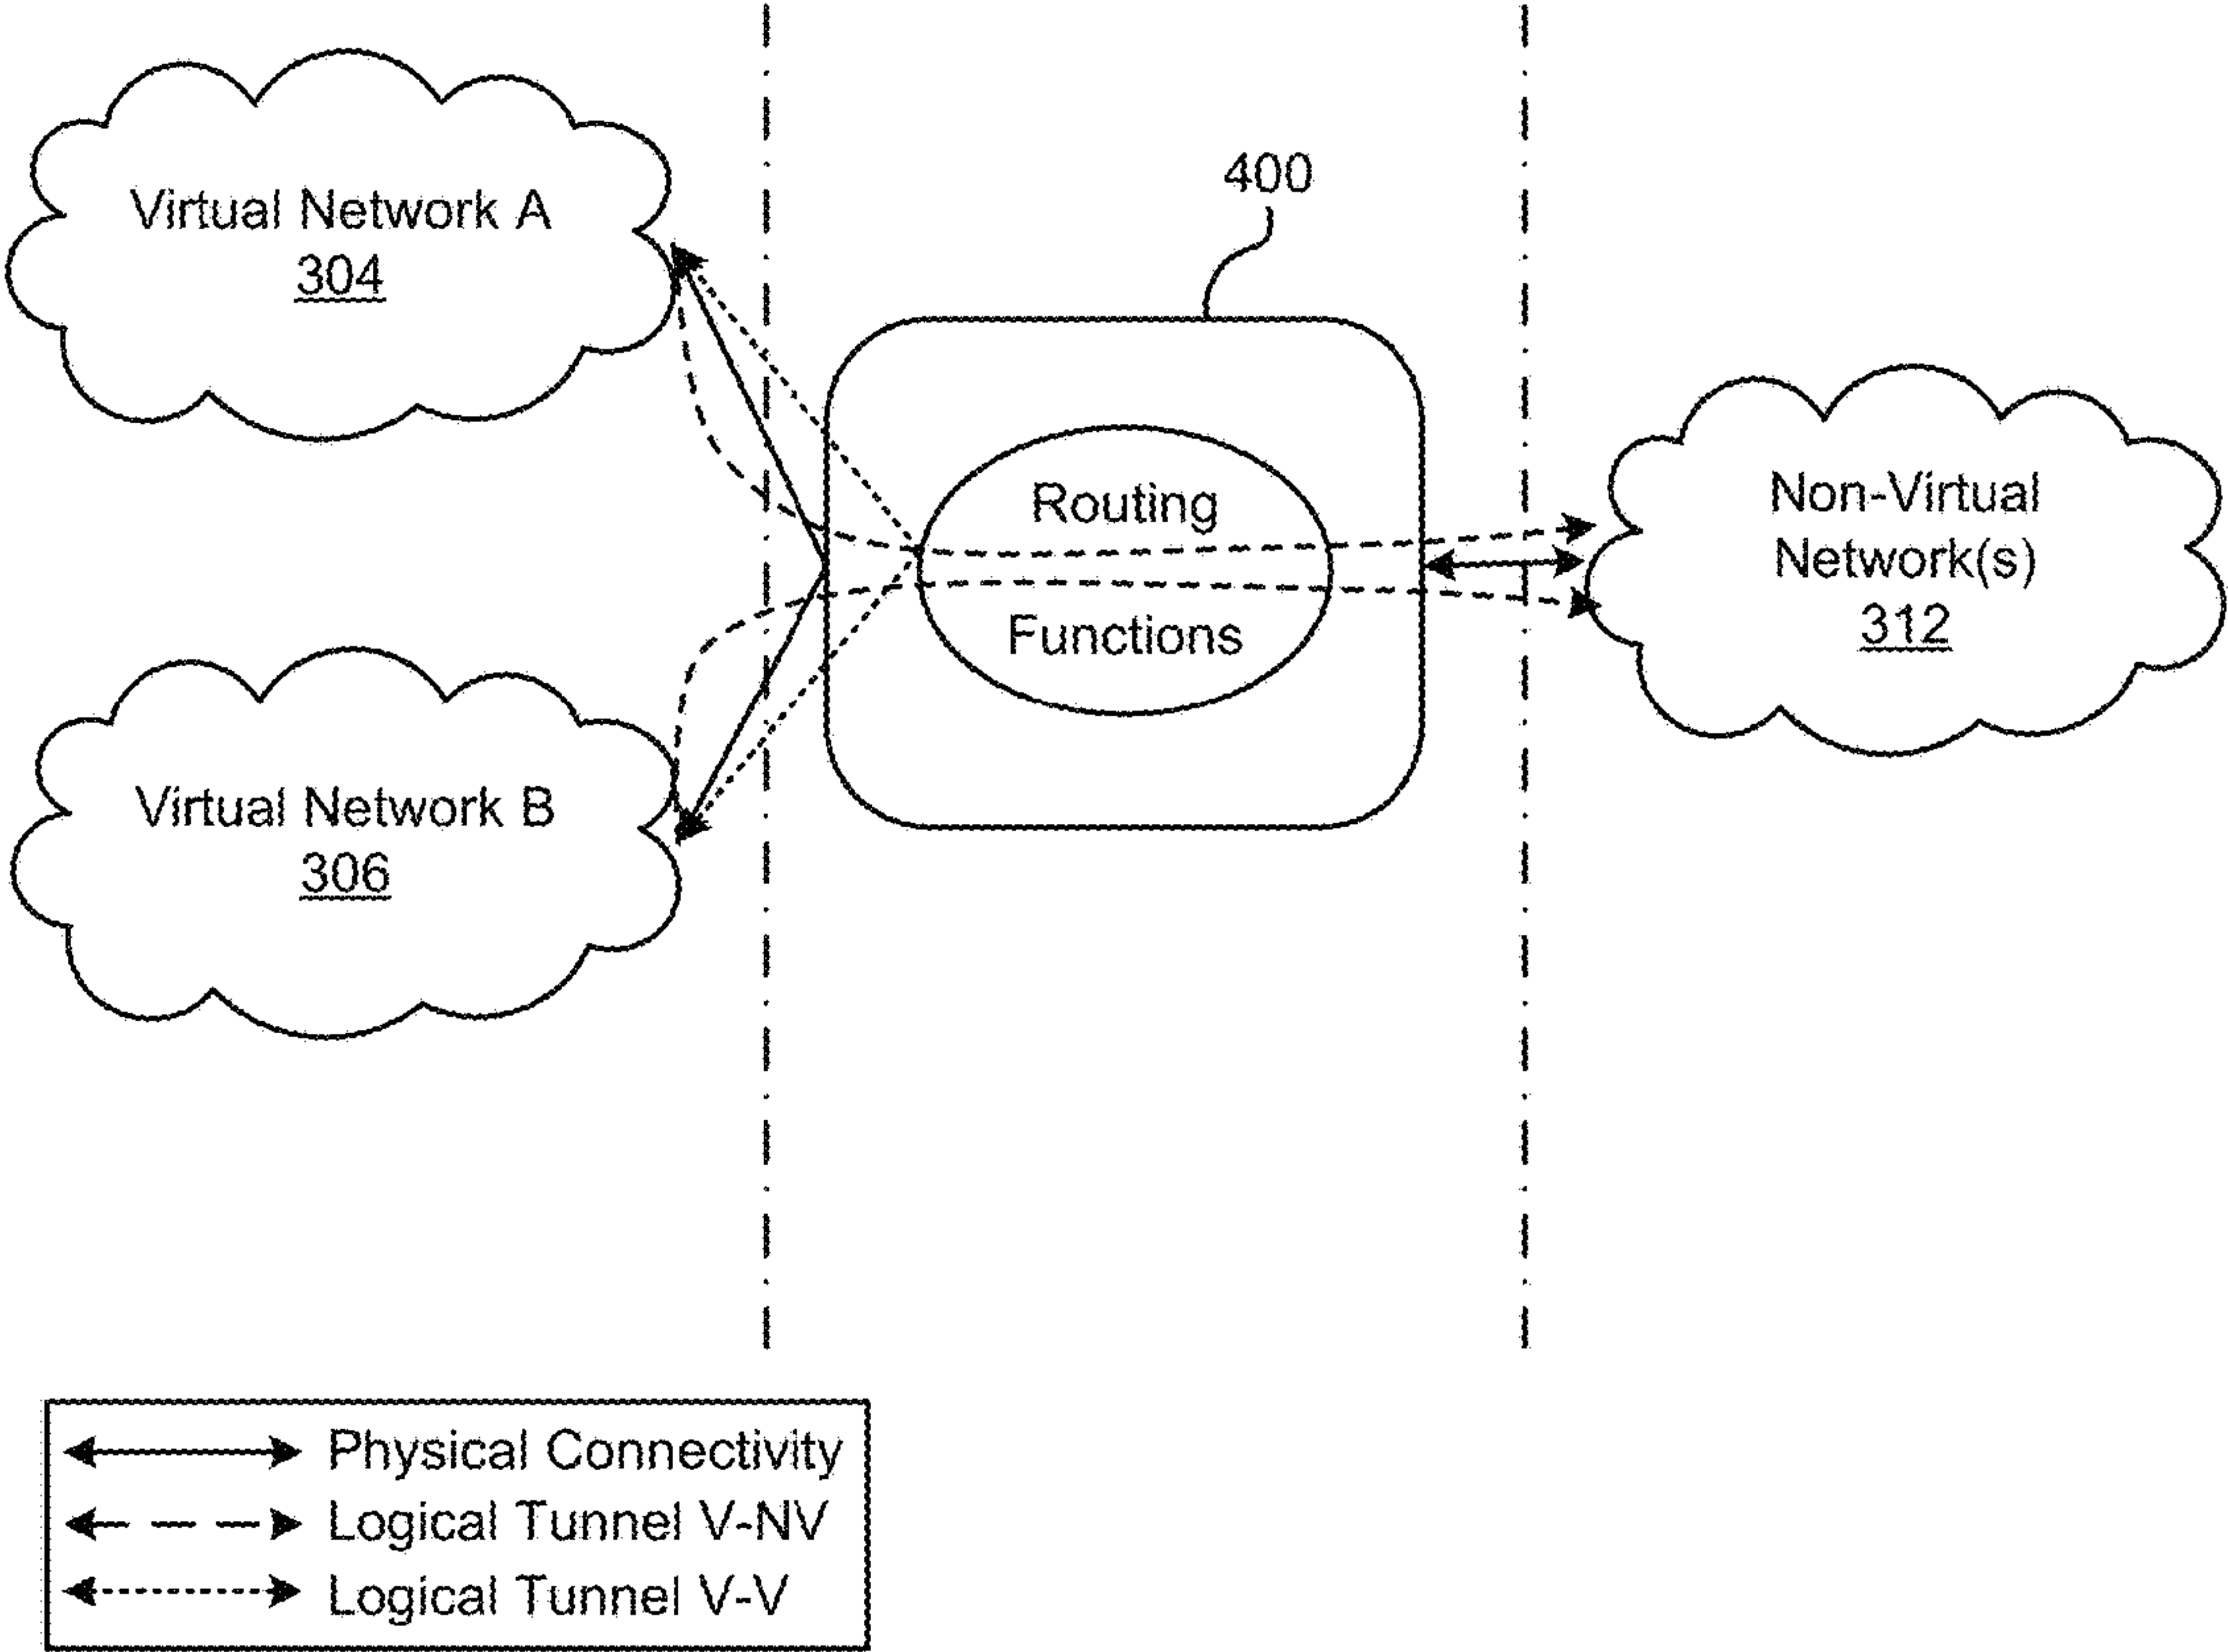 Virtual Network A
304
400
Routing
Functions
Non-Virtual
Network(s)
312
Virtual Network B
306
Physical Connectivity
Logical Tunnel V-NV
Logical Tunnel V-V